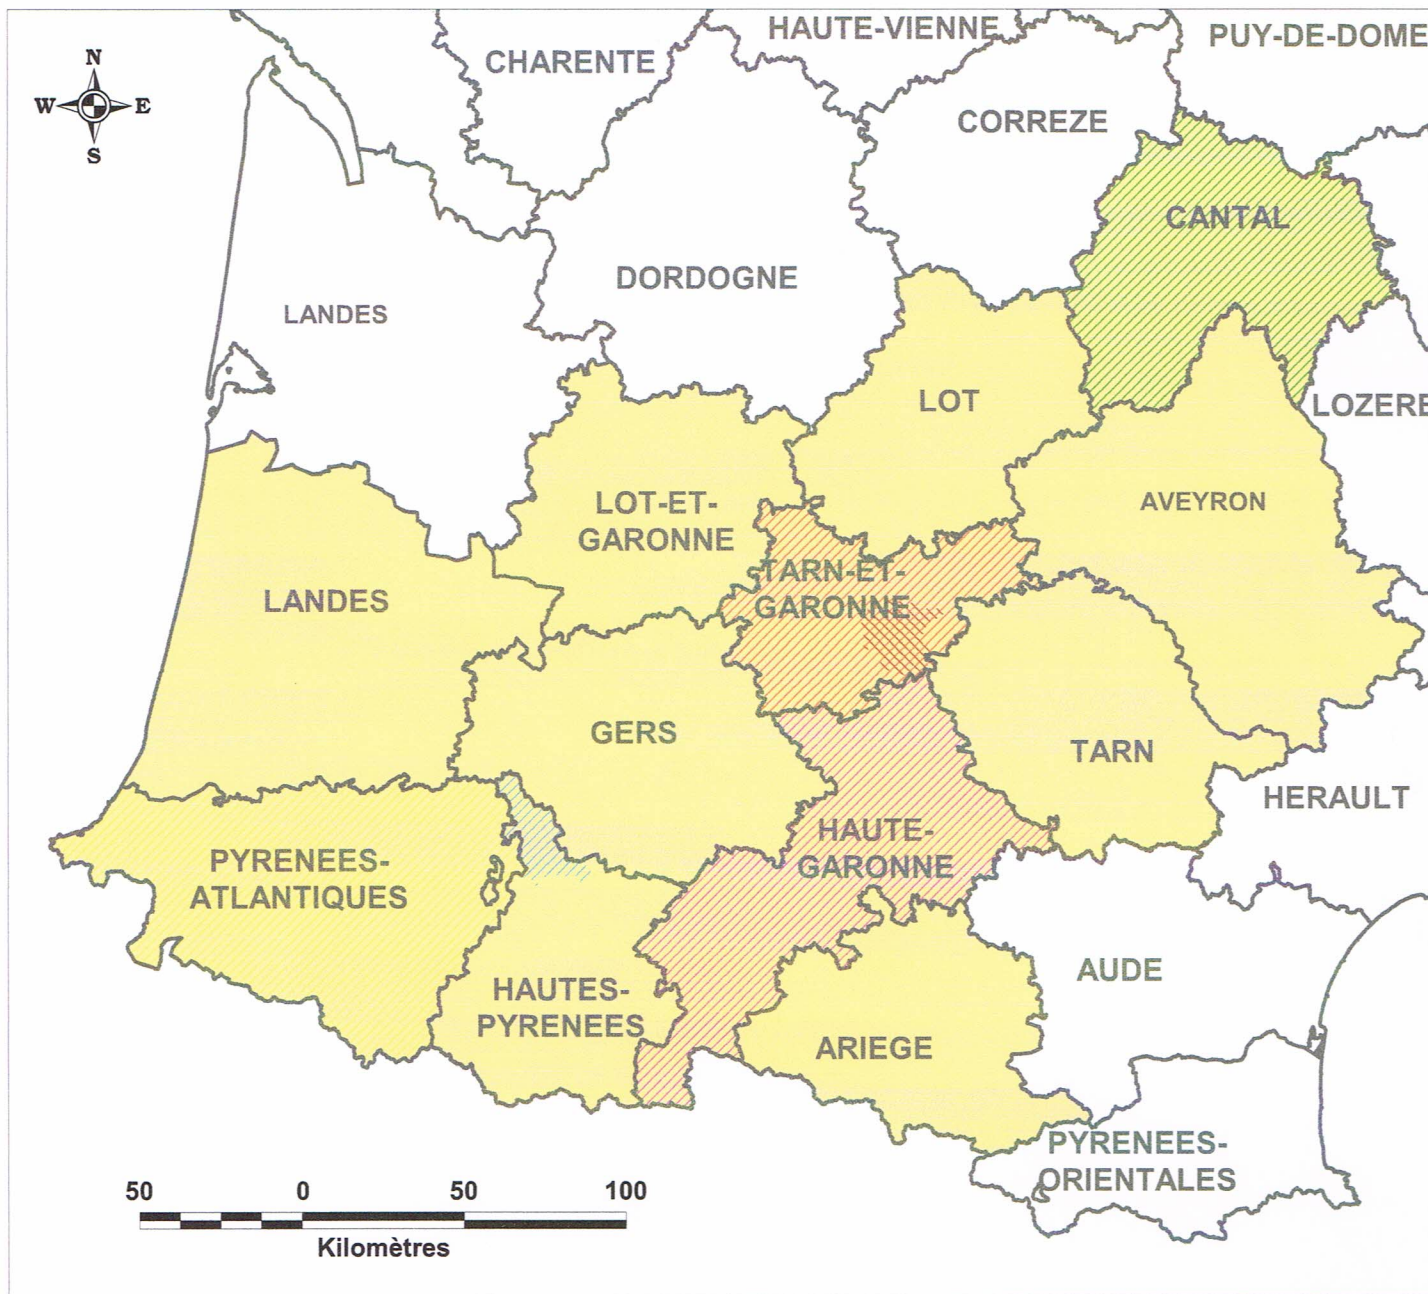 HAUTE-VIENNE
PUY-DE-DOME
CHARENTE
N
W E
S
CORREZE
CANTAL
DORDOGNE
LANDES
LOT
LOZERE
LOT-ET-
GARONNE
AVEYRON
TARN-ET-
GARONNE
LANDES
GERS
TARN
HERAULT
HAUTE-
GARONNE
PYRENEES-
ATLANTIQUES
AUDE
HAUTES-
PYRENEES
ARIEGE
PYRENEES-
ORIENTALES
50 0 50 100
Kilomètres